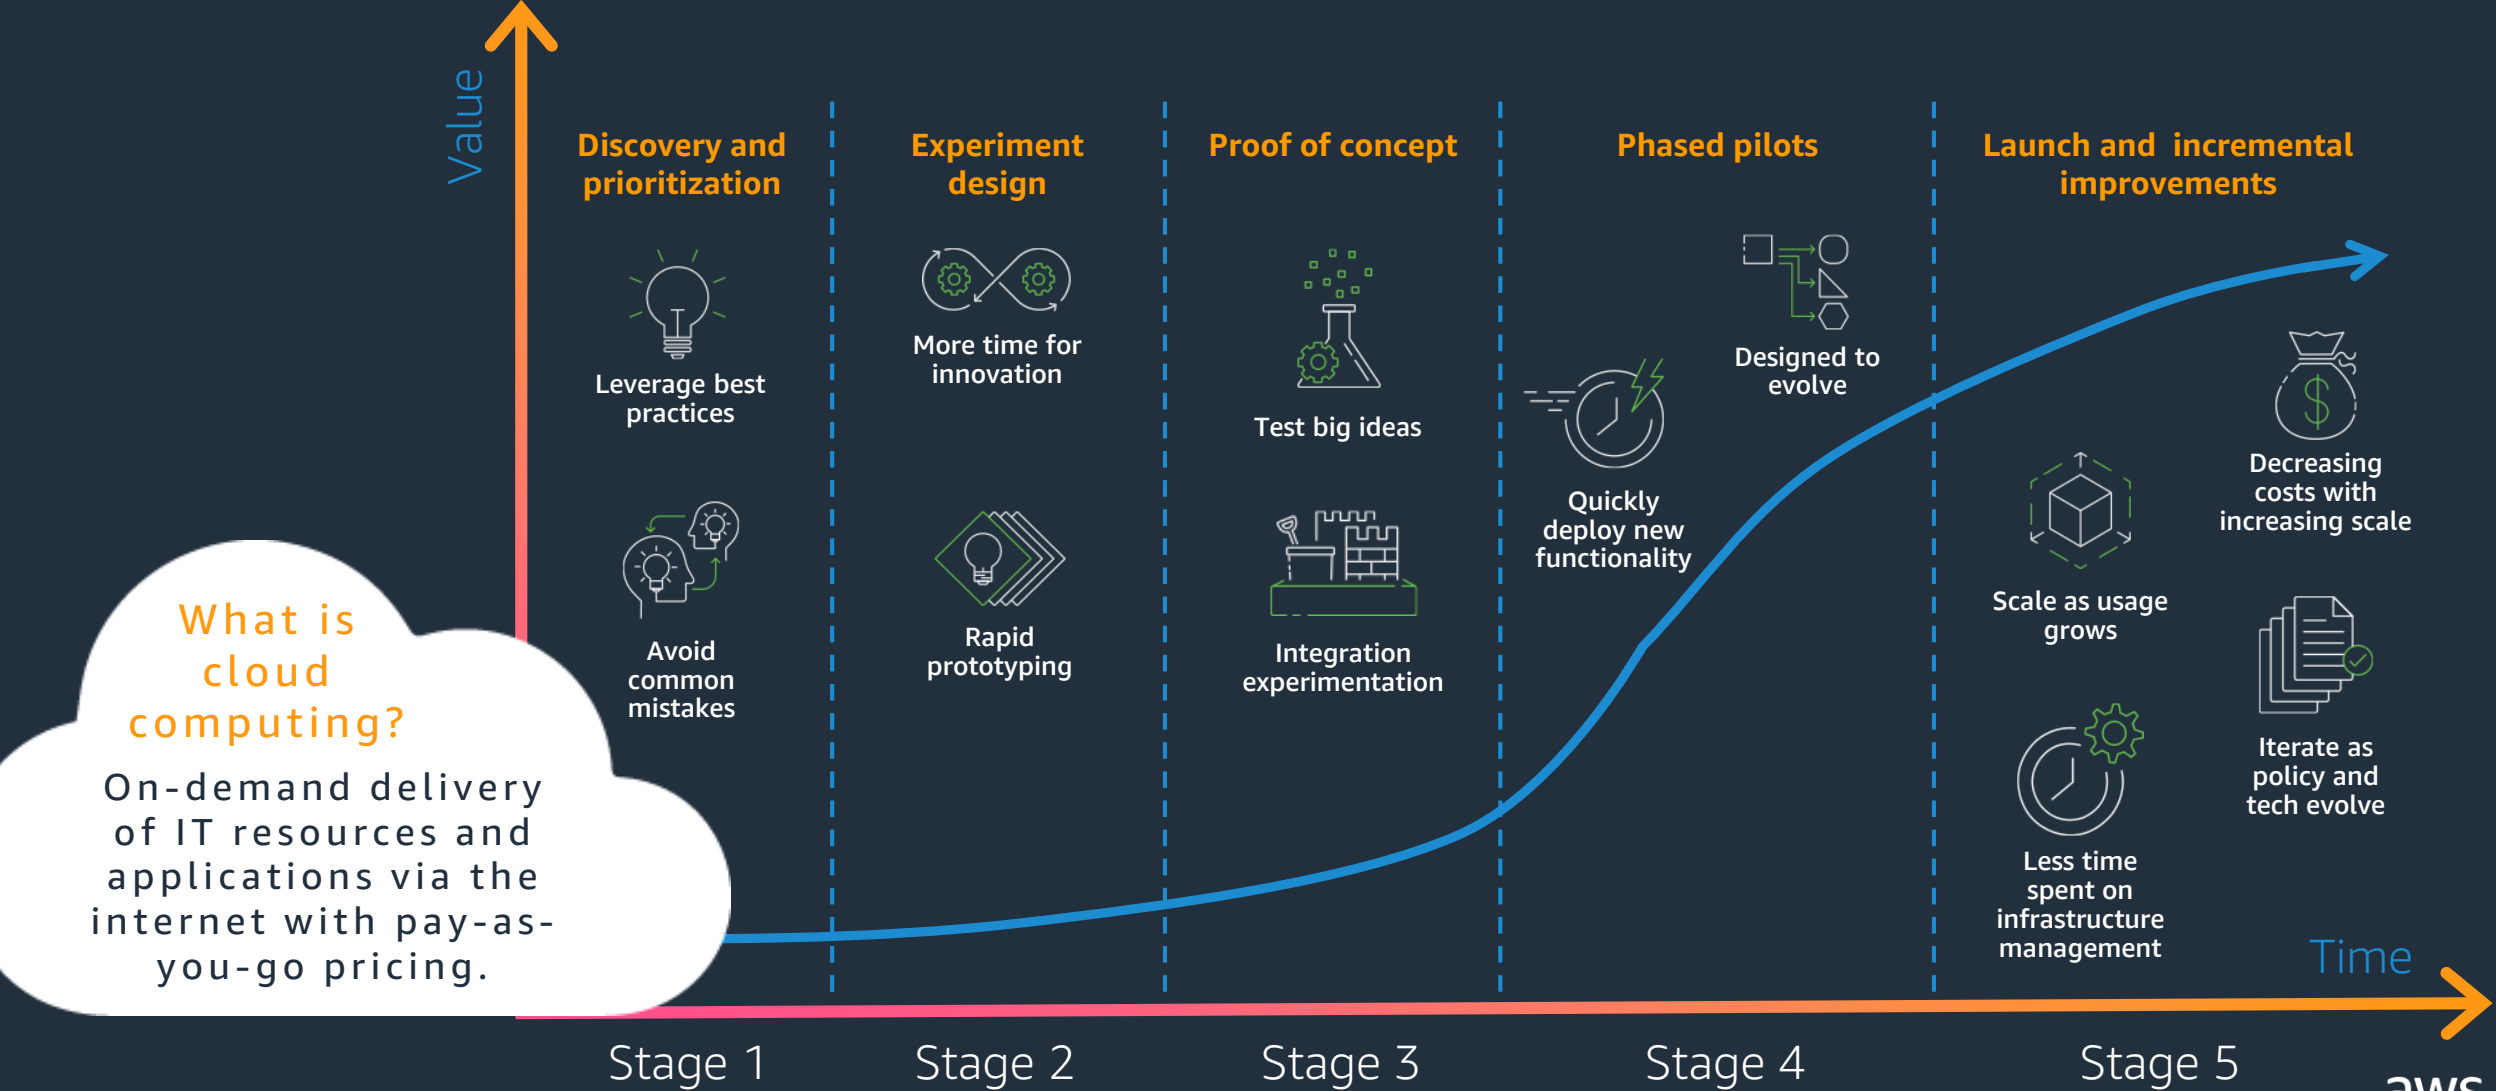 Value
Discovery and
prioritization
Leverage best
practices
Avoid
common
mistakes
Experiment
design
More time for
innovation
Rapid
prototyping
Proof of concept
Test big ideas
Integration
experimentation
Phased pilots
Designed to
evolve
Quickly
deploy new
functionality
Launch and incremental
improvements
Decreasing
costs with
increasing scale
Scale as usage
grows
Iterate as
policy and
tech evolve
Less time
spent on
infrastructure
management
What is
cloud
computing?
On-demand delivery
of IT resources and
applications via the
internet with pay-as-
you-go pricing.
Time
Stage 1
Stage 2
Stage 3
Stage 4
Stage 5
aws